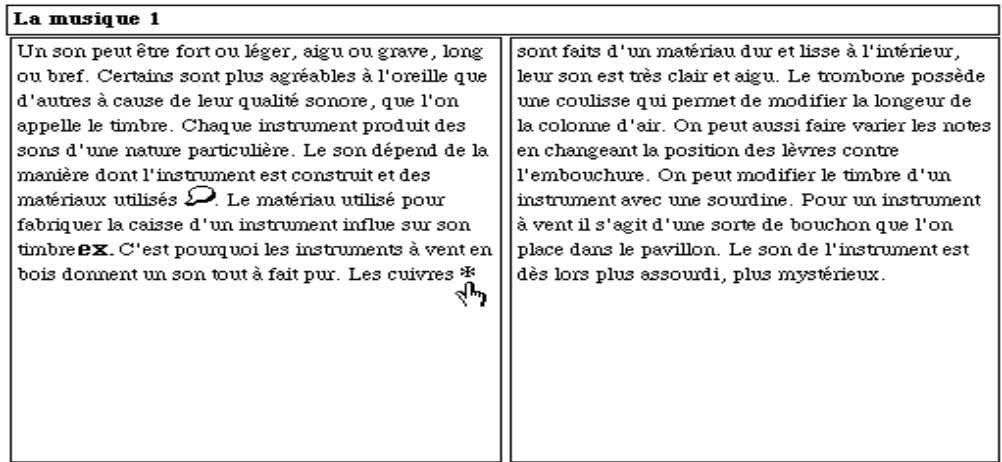 La musique 1
Un son peut être fort ou léger, aigu ou grave, long
ou bref. Certains sont plus agréables à l'oreille que
d'autres à cause de leur qualité sonore, que l'on
appelle le timbre. Chaque instrument produit des
sons d'une nature particulière. Le son dépend de la
manière dont l'instrument est construit et des
matériaux utilisés. Le matériau utilisé pour
fabriquer la caisse d'un instrument influe sur son
timbre ex. C'est pourquoi les instruments à vent en
bois donnent un son tout à fait pur. Les cuivres *
sont faits d'un matériau dur et lisse à l'intérieur,
leur son est très clair et aigu. Le trombone possède
une coulisse qui permet de modifier la longeur de
la colonne d'air. On peut aussi faire varier les notes
en changeant la position des lèvres contre
l'embouchure. On peut modifier le timbre d'un
instrument avec une sourdine. Pour un instrument
à vent il s'agit d'une sorte de bouchon que l'on
place dans le pavillon. Le son de l'instrument est
dès lors plus assourdi, plus mystérieux.